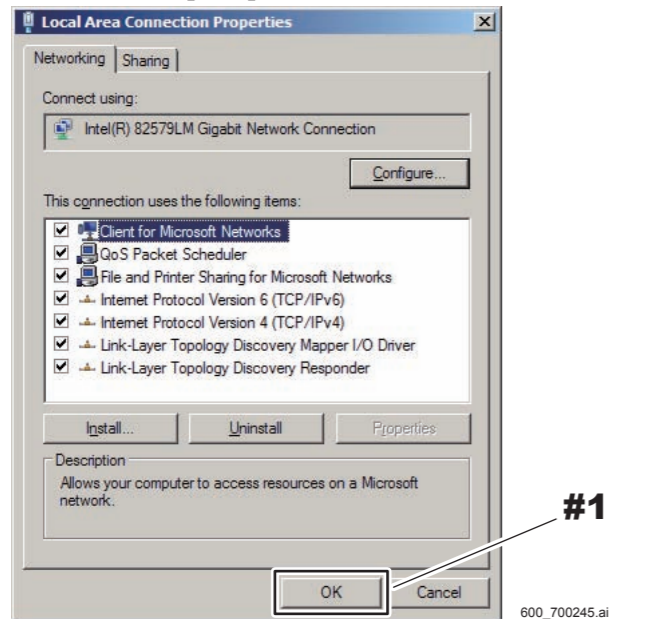 Local Area Connection Properties
Networking
Sharing
Connect using:
Intel(R) 82579LM Gigabit Network Connection
Configure...
This connection uses the following items:
Client for Microsoft Networks
QoS Packet Scheduler
File and Printer Sharing for Microsoft Networks
Internet Protocol Version 6 (TCP/IPv6)
Internet Protocol Version 4 (TCP/IPv4)
Link-Layer Topology Discovery Mapper I/O Driver
Link-Layer Topology Discovery Responder
Install...
Uninstall
Properties
Description
Allows your computer to access resources on a Microsoft
network.
#1
OK
Cancel
600_700245.ai